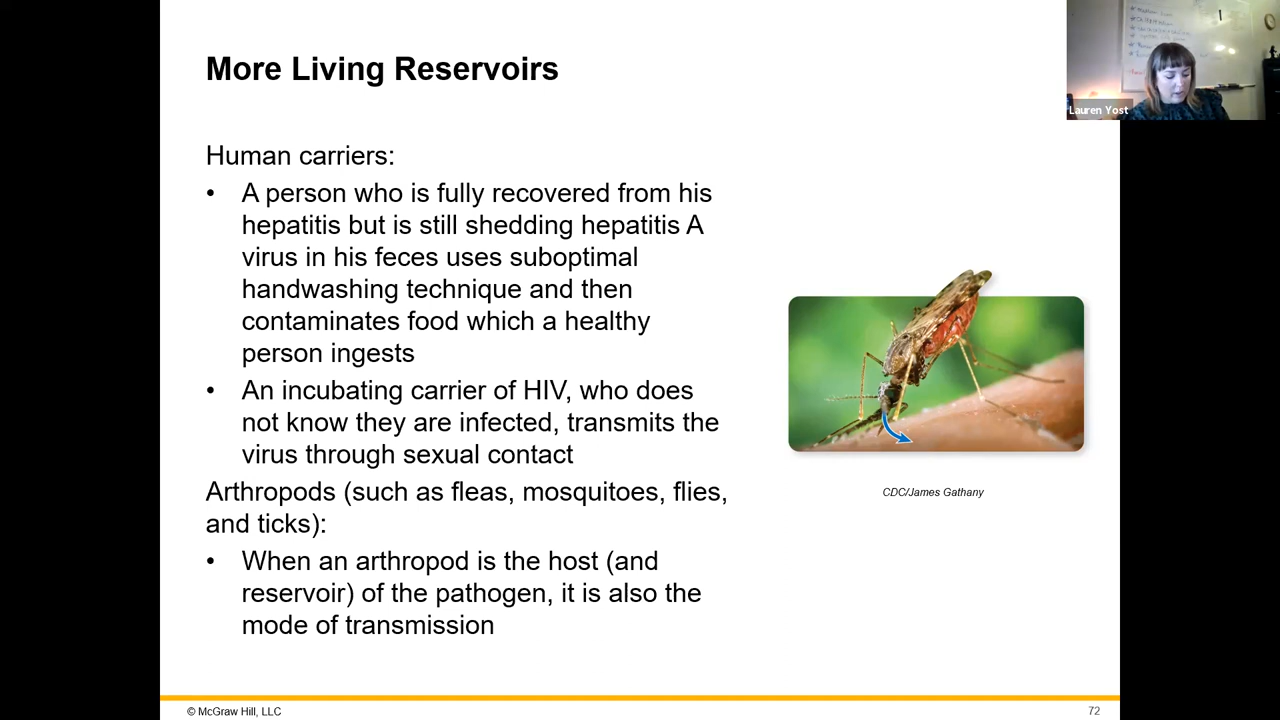 More Living Reservoirs
Lauren Yost
Human carriers:
• A person who is fully recovered from his
hepatitis but is still shedding hepatitis A
virus in his feces uses suboptimal
handwashing technique and then
contaminates food which a healthy
person ingests
• An incubating carrier of HIV, who does
not know they are infected, transmits the
virus through sexual contact
Arthropods (such as fleas, mosquitoes, flies,
and ticks):
• When an arthropod is the host (and
reservoir) of the pathogen, it is also the
mode of transmission
CDC/James Gathany
© McGraw Hill, LLC
72